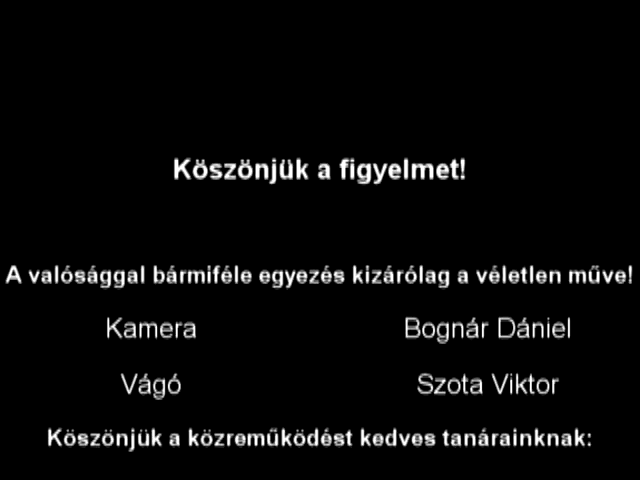 Köszönjük a figyelmet!
A valósággal bármiféle egyezés kizárólag a véletlen műve!
Kamera Bognár Dániel
Vágó Szota Viktor
Köszönjük a közreműködést kedves tanárainknak: